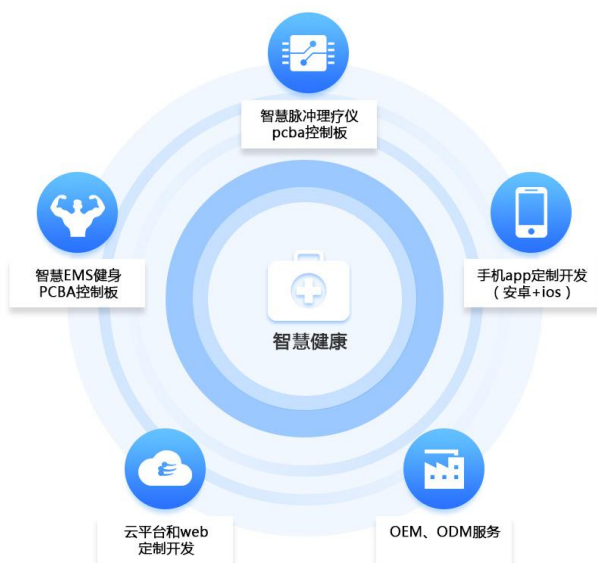 智慧脉冲理疗仪
pcba控制板
智慧EMS健身
PCBA控制板
手机app定制开发
（安卓+ios）
智慧健康
云平台和web
定制开发
OEM、ODM服务